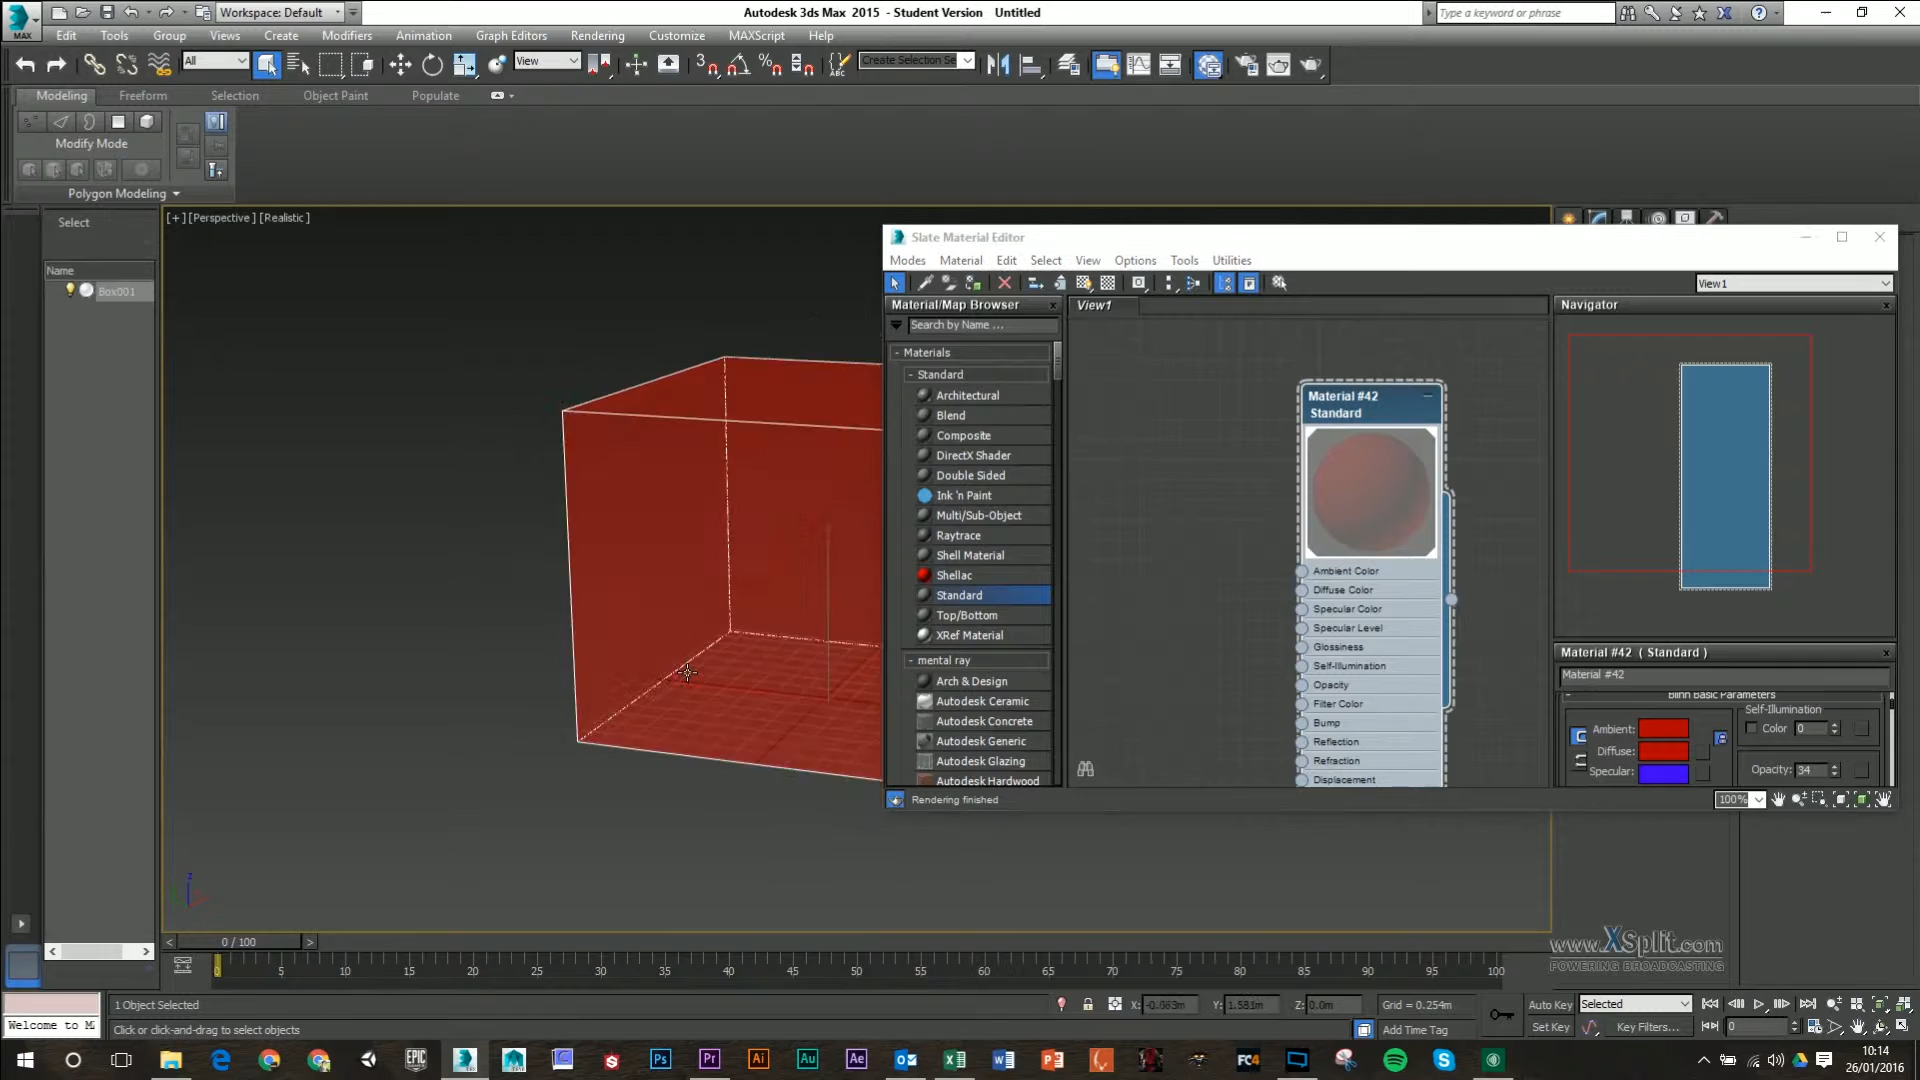 Workspace: Default
Autodesk 3ds Max 2015 - Student Version Untitled
Type a keyword or phrase
MAX
Edit Tools Group Views Create Modifiers Animation Graph Editors Rendering Customize MAXScript Help
All
View
Create Selection Se
Modeling Freeform Selection Object Paint Populate
Modify Mode
Polygon Modeling
Select
Name
Box001
[+] [Perspective] [Realistic]
Slate Material Editor
Modes Material Edit Select View Options Tools Utilities
View1
Material/Map Browser
Search by Name ...
- Materials
- Standard
Architectural
Blend
Composite
DirectX Shader
Double Sided
Ink 'n Paint
Multi/Sub-Object
Raytrace
Shell Material
Shellac
Standard
Top/Bottom
XRef Material
- mental ray
Arch & Design
Autodesk Ceramic
Autodesk Concrete
Autodesk Generic
Autodesk Glazing
Autodesk Hardwood
View1
Material #42
Standard
Ambient Color
Diffuse Color
Specular Color
Specular Level
Glossiness
Self-Illumination
Opacity
Filter Color
Bump
Reflection
Refraction
Displacement
Navigator
Material #42 ( Standard )
Material #42
Blinn Basic Parameters
Self-Illumination
Ambient:
Color 0
Diffuse:
Specular:
Opacity: 34
Rendering finished
100%
www.XSplit.com
POWERING BROADCASTING
0 / 100
0 5 10 15 20 25 30 35 40 45 50 55 60 65 70 75 80 85 90 95 100
1 Object Selected
X: -0.663m Y: 1.581m Z: 0.0m Grid = 0.254m
Auto Key Selected
Welcome to M
Click or click-and-drag to select objects
Add Time Tag
Set Key Key Filters...
0
EPIC
Ps Pr Ai Au Ae
FC4
10:14
26/01/2016